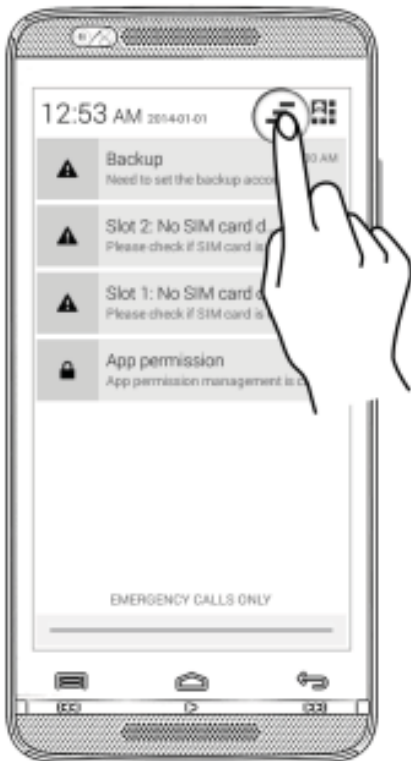 12:53 AM 2014-01-01
Backup
AM
Need to set the backup
Slot 2: No SIM card d
Please check if SIM card is
Slot 1: No SIM card
Please check if SIM card is
App permission
App permission management is
EMERGENCY CALLS ONLY